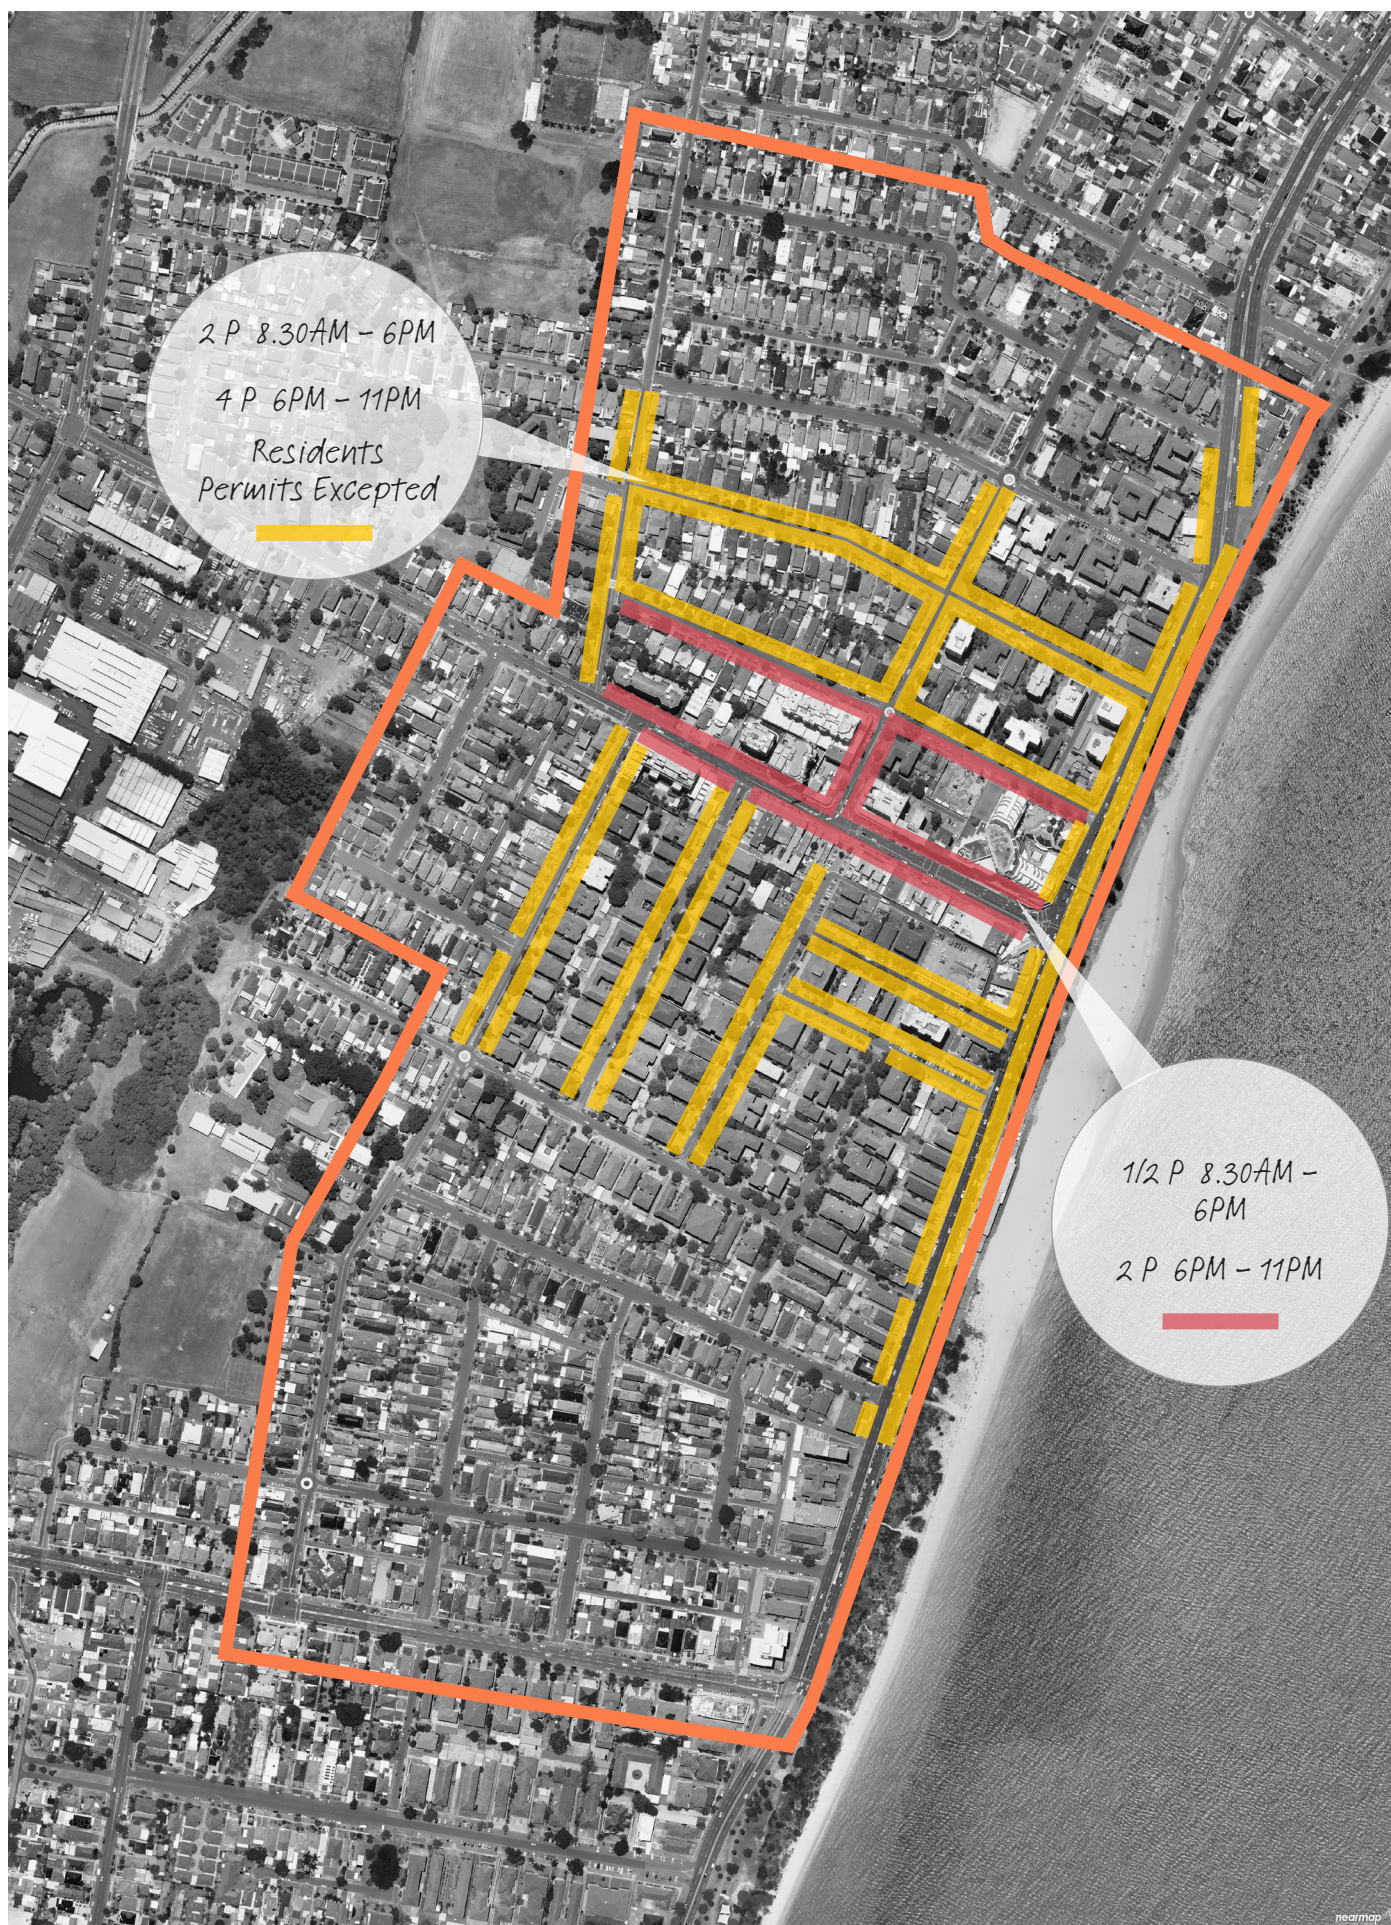 2 P 8.30AM – 6PM
4 P 6PM – 11PM
Residents
Permits Excepted
1/2 P 8.30AM –
6PM
2 P 6PM – 11PM
nearmap